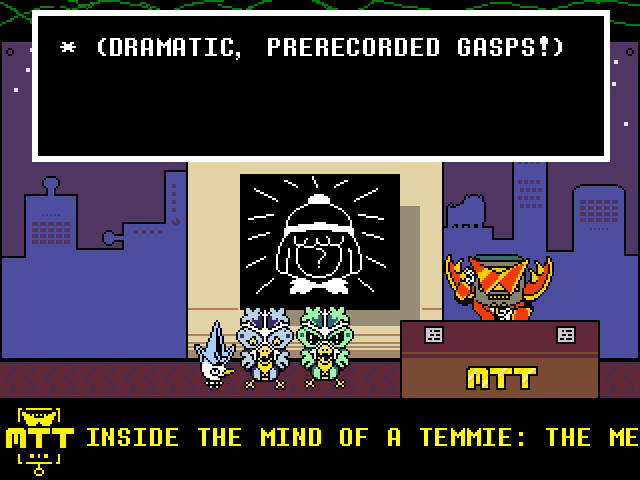 * (DRAMATIC, PRERECORDED GASPS!)
?
MTT
MTT
INSIDE THE MIND OF A TEMMIE: THE ME